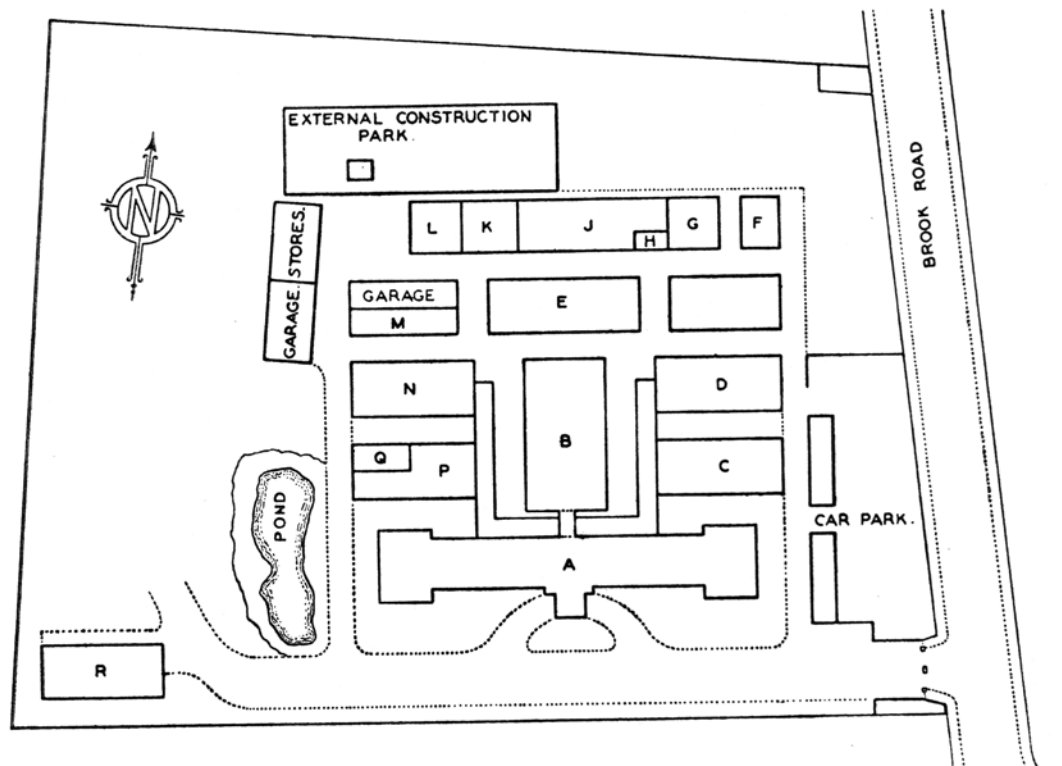 EXTERNAL CONSTRUCTION
PARK.
BROOK ROAD
N
STORES.
GARAGE
L
K
J
H
G
F
GARAGE
M
E
N
D
B
Q
P
C
POND
CAR PARK.
A
R